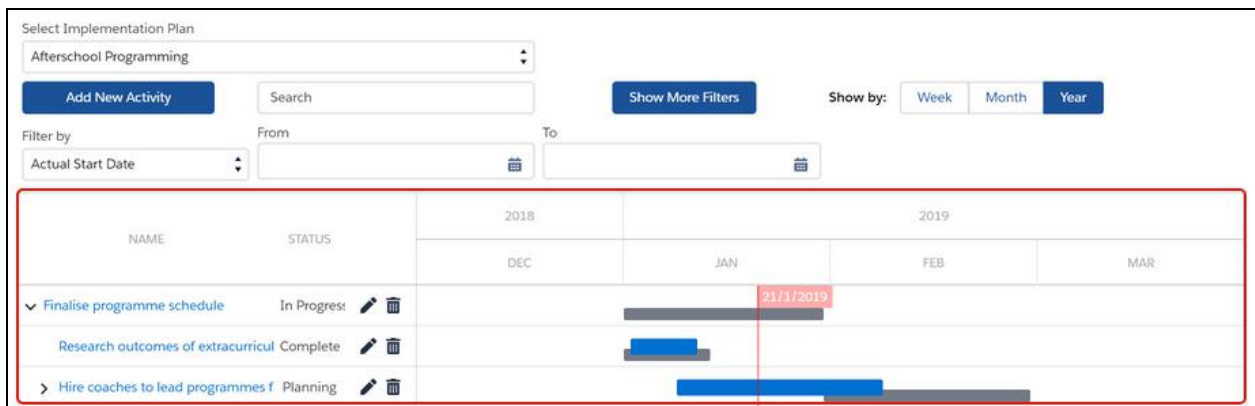 Select Implementation Plan
Afterschool Programming
Add New Activity Search Show More Filters Show by: Week Month Year
Filter by From To
Actual Start Date
2018 2019
NAME STATUS
DEC JAN FEB MAR
21/1/2019
Finalise programme schedule In Progres
Research outcomes of extracurricul Complete
Hire coaches to lead programmes f Planning